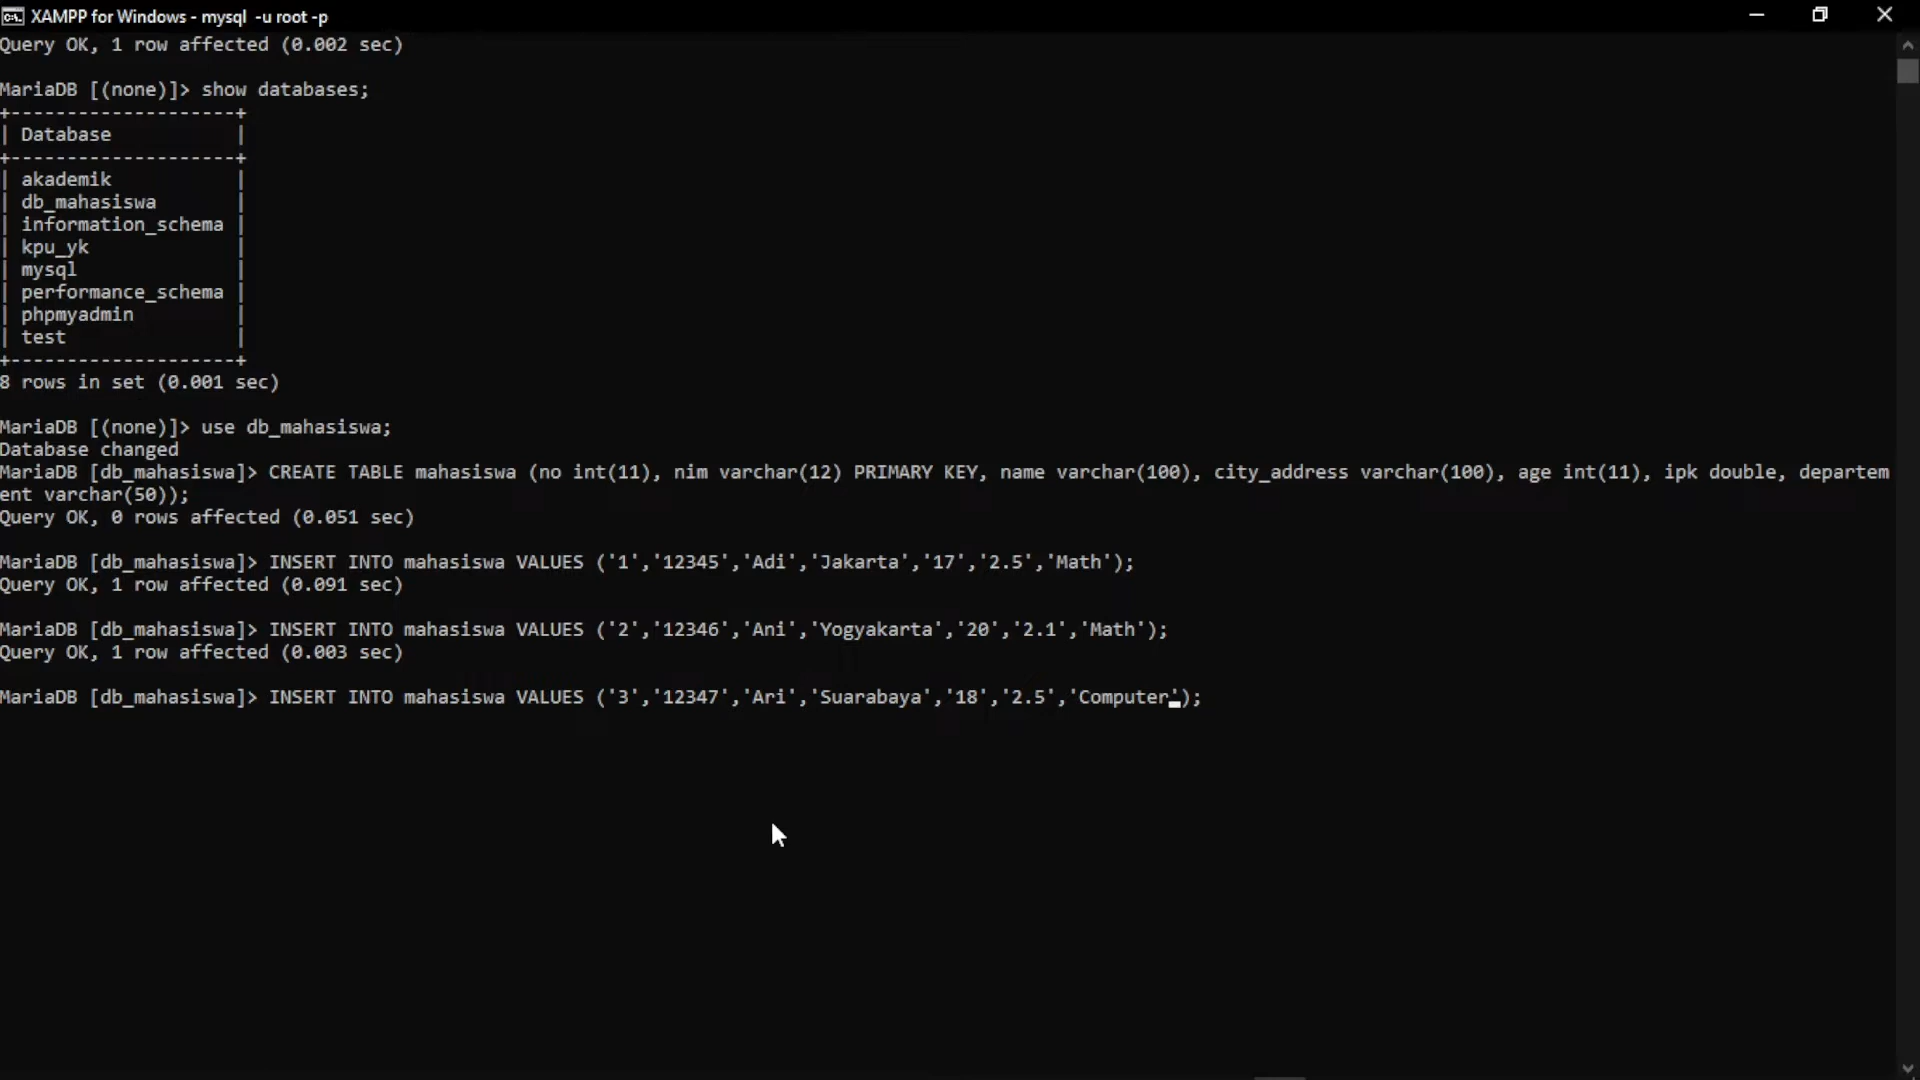 XAMPP for Windows - mysql -u root -p
Query OK, 1 row affected (0.002 sec)
MariaDB [(none)]> show databases;
+--------------------+
| Database           |
+--------------------+
| akademik           |
| db_mahasiswa       |
| information_schema |
| kpu_yk             |
| mysql              |
| performance_schema |
| phpmyadmin         |
| test               |
+--------------------+
8 rows in set (0.001 sec)
MariaDB [(none)]> use db_mahasiswa;
Database changed
MariaDB [db_mahasiswa]> CREATE TABLE mahasiswa (no int(11), nim varchar(12) PRIMARY KEY, name varchar(100), city_address varchar(100), age int(11), ipk double, departem
ent varchar(50));
Query OK, 0 rows affected (0.051 sec)
MariaDB [db_mahasiswa]> INSERT INTO mahasiswa VALUES ('1','12345','Adi','Jakarta','17','2.5','Math');
Query OK, 1 row affected (0.091 sec)
MariaDB [db_mahasiswa]> INSERT INTO mahasiswa VALUES ('2','12346','Ani','Yogyakarta','20','2.1','Math');
Query OK, 1 row affected (0.003 sec)
MariaDB [db_mahasiswa]> INSERT INTO mahasiswa VALUES ('3','12347','Ari','Suarabaya','18','2.5','Computer');